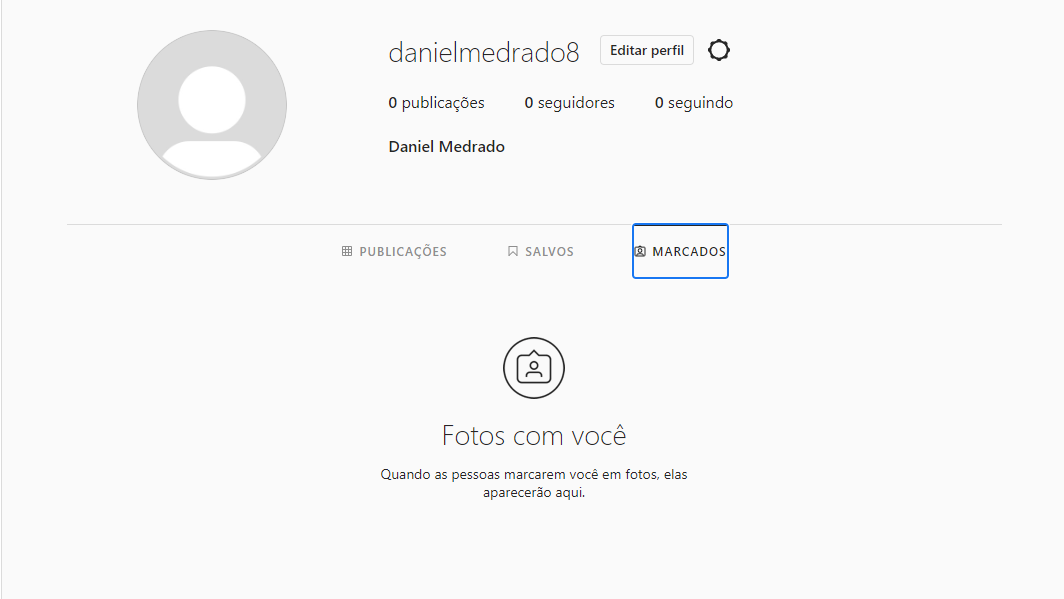 danielmedrado8 Editar perfil
0 publicações 0 seguidores 0 seguindo
Daniel Medrado
PUBLICAÇÕES SALVOS MARCADOS
Fotos com você
Quando as pessoas marcarem você em fotos, elas
aparecerão aqui.